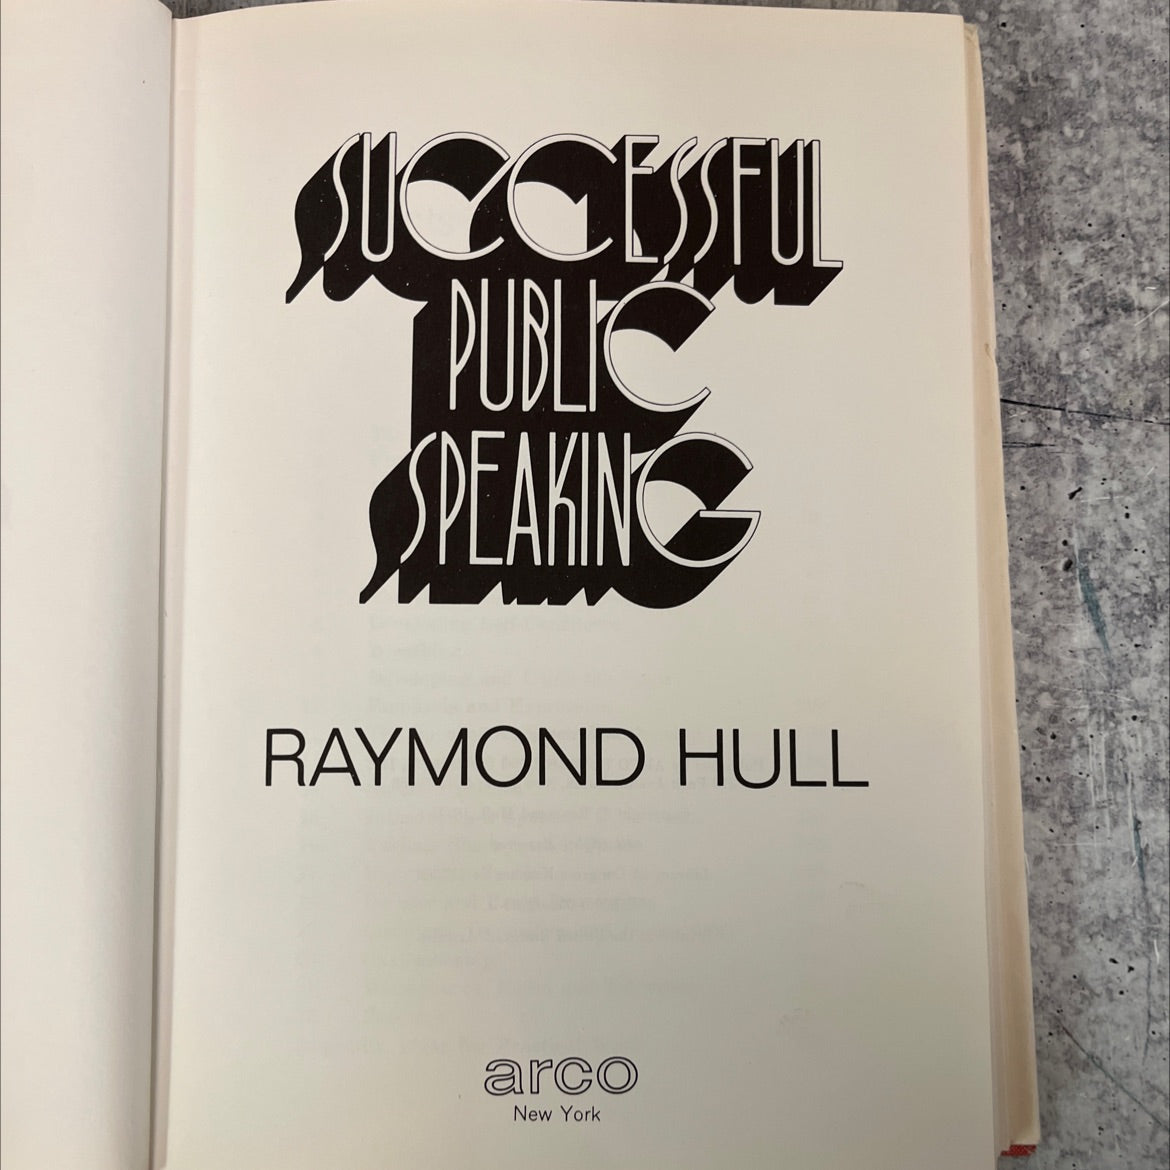 SUCCESSFUL
PUBLIC
SPEAKING
RAYMOND HULL
arco
New York